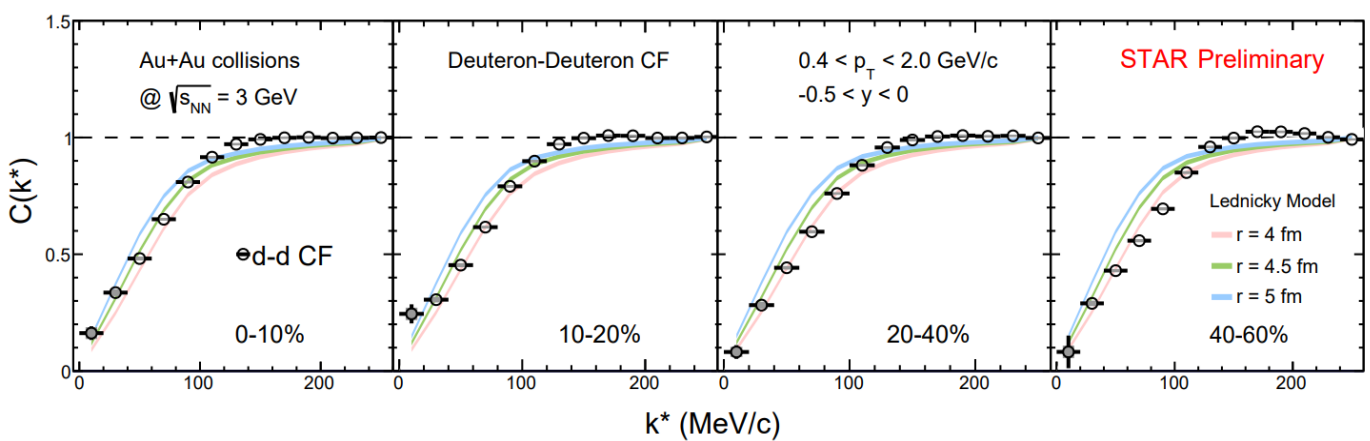 1.5
1
0.5
0
C(k*)
Au+Au collisions
@ √sNN = 3 GeV
d-d CF
0-10%
Deuteron-Deuteron CF
10-20%
0.4 < pT < 2.0 GeV/c
-0.5 < y < 0
20-40%
STAR Preliminary
Lednicky Model
r = 4 fm
r = 4.5 fm
r = 5 fm
40-60%
0 100 200 0 100 200 0 100 200 0 100 200
k* (MeV/c)